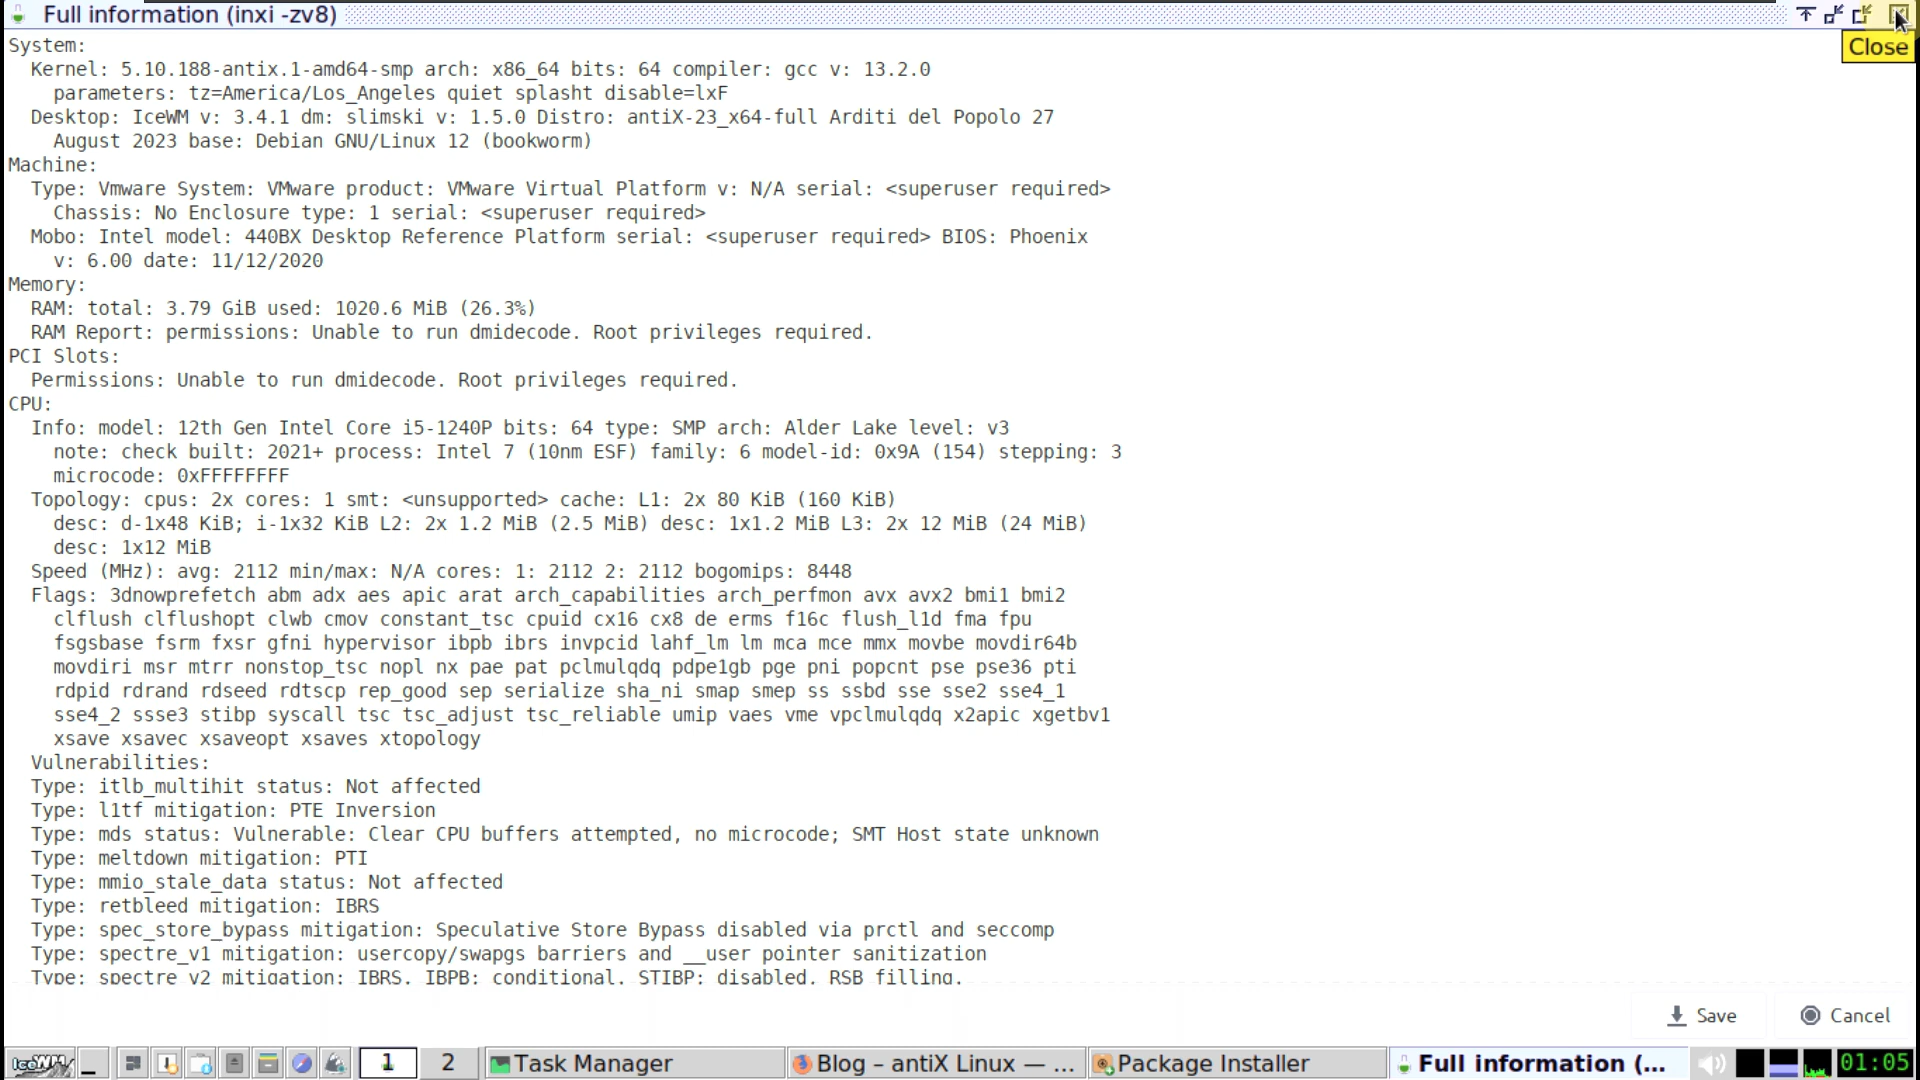 Full information (inxi -zv8)
Close
System:
Kernel: 5.10.188-antix.1-amd64-smp arch: x86_64 bits: 64 compiler: gcc v: 13.2.0
parameters: tz=America/Los_Angeles quiet splasht disable=lxF
Desktop: IceWM v: 3.4.1 dm: slimski v: 1.5.0 Distro: antiX-23_x64-full Arditi del Popolo 27
August 2023 base: Debian GNU/Linux 12 (bookworm)
Machine:
Type: Vmware System: VMware product: VMware Virtual Platform v: N/A serial: <superuser required>
Chassis: No Enclosure type: 1 serial: <superuser required>
Mobo: Intel model: 440BX Desktop Reference Platform serial: <superuser required> BIOS: Phoenix
v: 6.00 date: 11/12/2020
Memory:
RAM: total: 3.79 GiB used: 1020.6 MiB (26.3%)
RAM Report: permissions: Unable to run dmidecode. Root privileges required.
PCI Slots:
Permissions: Unable to run dmidecode. Root privileges required.
CPU:
Info: model: 12th Gen Intel Core i5-1240P bits: 64 type: SMP arch: Alder Lake level: v3
note: check built: 2021+ process: Intel 7 (10nm ESF) family: 6 model-id: 0x9A (154) stepping: 3
microcode: 0xFFFFFFFF
Topology: cpus: 2x cores: 1 smt: <unsupported> cache: L1: 2x 80 KiB (160 KiB)
desc: d-1x48 KiB; i-1x32 KiB L2: 2x 1.2 MiB (2.5 MiB) desc: 1x1.2 MiB L3: 2x 12 MiB (24 MiB)
desc: 1x12 MiB
Speed (MHz): avg: 2112 min/max: N/A cores: 1: 2112 2: 2112 bogomips: 8448
Flags: 3dnowprefetch abm adx aes apic arat arch_capabilities arch_perfmon avx avx2 bmi1 bmi2
clflush clflushopt clwb cmov constant_tsc cpuid cx16 cx8 de erms f16c flush_l1d fma fpu
fsgsbase fsrm fxsr gfni hypervisor ibpb ibrs invpcid lahf_lm lm mca mce mmx movbe movdir64b
movdiri msr mtrr nonstop_tsc nopl nx pae pat pclmulqdq pdpe1gb pge pni popcnt pse pse36 pti
rdpid rdrand rdseed rdtscp rep_good sep serialize sha_ni smap smep ss ssbd sse sse2 sse4_1
sse4_2 ssse3 stibp syscall tsc tsc_adjust tsc_reliable umip vaes vme vpclmulqdq x2apic xgetbv1
xsave xsavec xsaveopt xsaves xtopology
Vulnerabilities:
Type: itlb_multihit status: Not affected
Type: l1tf mitigation: PTE Inversion
Type: mds status: Vulnerable: Clear CPU buffers attempted, no microcode; SMT Host state unknown
Type: meltdown mitigation: PTI
Type: mmio_stale_data status: Not affected
Type: retbleed mitigation: IBRS
Type: spec_store_bypass mitigation: Speculative Store Bypass disabled via prctl and seccomp
Type: spectre_v1 mitigation: usercopy/swapgs barriers and __user pointer sanitization
Type: spectre_v2 mitigation: IBRS, IBPB: conditional, STIBP: disabled, RSB filling,
Save Cancel
IceWM 1 2 Task Manager Blog – antiX Linux — ... Package Installer Full information (... 01:05